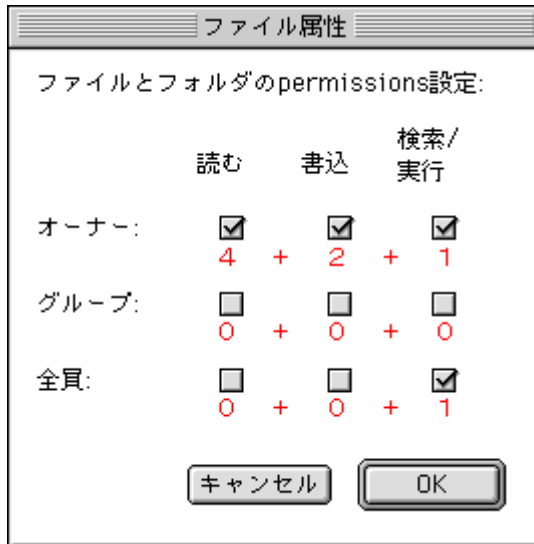 ファイル属性
ファイルとフォルダのpermissions設定:
読む 書込 検索/
実行
オーナー:
4 + 2 + 1
グループ:
0 + 0 + 0
全員:
0 + 0 + 1
キャンセル OK